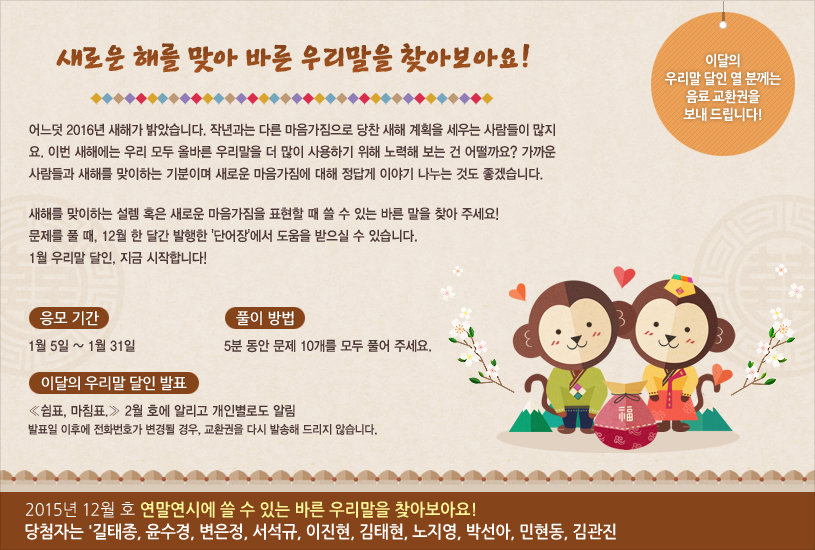 새로운 해를 맞아 바른 우리말을 찾아보아요!
이달의
우리말 달인 열 분께는
음료 교환권을
보내 드립니다!
어느덧 2016년 새해가 밝았습니다. 작년과는 다른 마음가짐으로 당찬 새해 계획을 세우는 사람들이 많지
요. 이번 새해에는 우리 모두 올바른 우리말을 더 많이 사용하기 위해 노력해 보는 건 어떨까요? 가까운
사람들과 새해를 맞이하는 기분이며 새로운 마음가짐에 대해 정답게 이야기 나누는 것도 좋겠습니다.
새해를 맞이하는 설렘 혹은 새로운 마음가짐을 표현할 때 쓸 수 있는 바른 말을 찾아 주세요!
문제를 풀 때, 12월 한 달간 발행한 '단어장'에서 도움을 받으실 수 있습니다.
1월 우리말 달인, 지금 시작합니다!
응모 기간
1월 5일 ~ 1월 31일
풀이 방법
5분 동안 문제 10개를 모두 풀어 주세요.
이달의 우리말 달인 발표
≪쉼표, 마침표.≫ 2월 호에 알리고 개인별로도 알림
발표일 이후에 전화번호가 변경될 경우, 교환권을 다시 발송해 드리지 않습니다.
福
2015년 12월 호 연말연시에 쓸 수 있는 바른 우리말을 찾아보아요!
당첨자는 '길태종, 윤수경, 변은정, 서석규, 이진현, 김태현, 노지영, 박선아, 민현동, 김관진